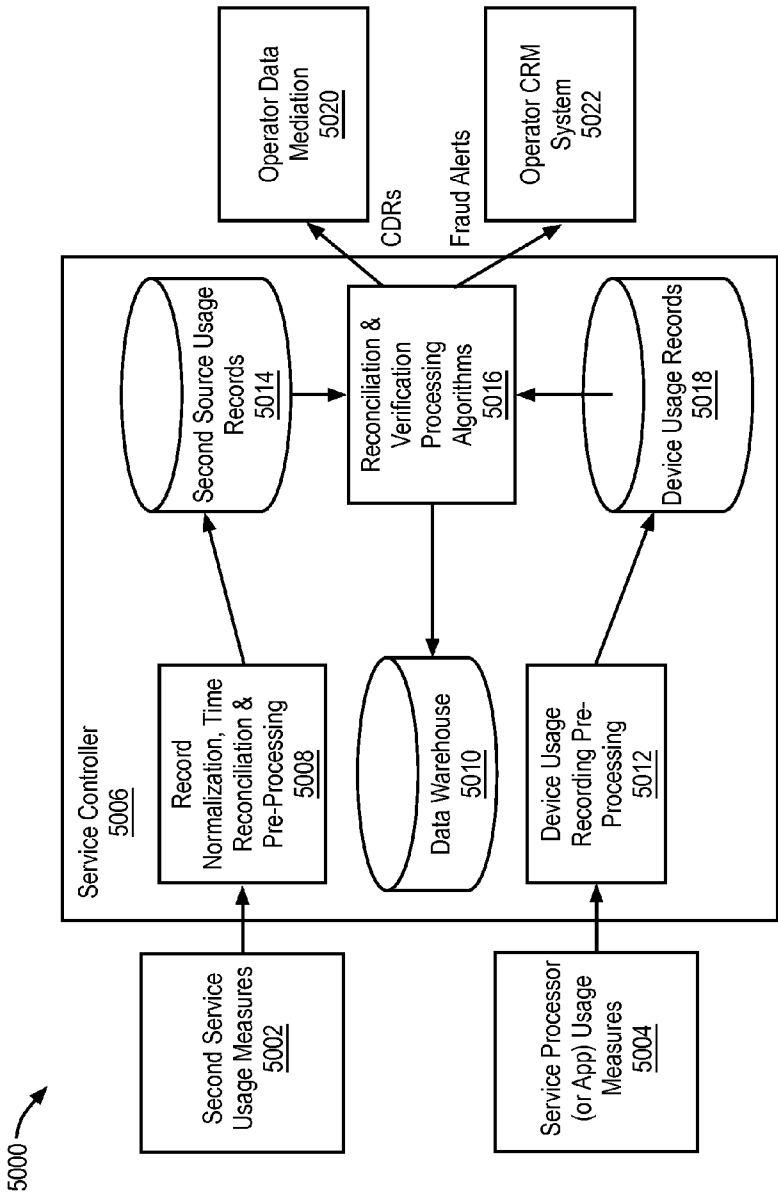 5000
Second Service
Usage Measures
5002
Service Processor
(or App) Usage
Measures
5004
Service Controller
5006
Record
Normalization, Time
Reconciliation &
Pre-Processing
5008
Data Warehouse
5010
Device Usage
Recording Pre-
Processing
5012
Second Source Usage
Records
5014
Reconciliation &
Verification
Processing
Algorithms
5016
Device Usage Records
5018
CDRs
Fraud Alerts
Operator Data
Mediation
5020
Operator CRM
System
5022